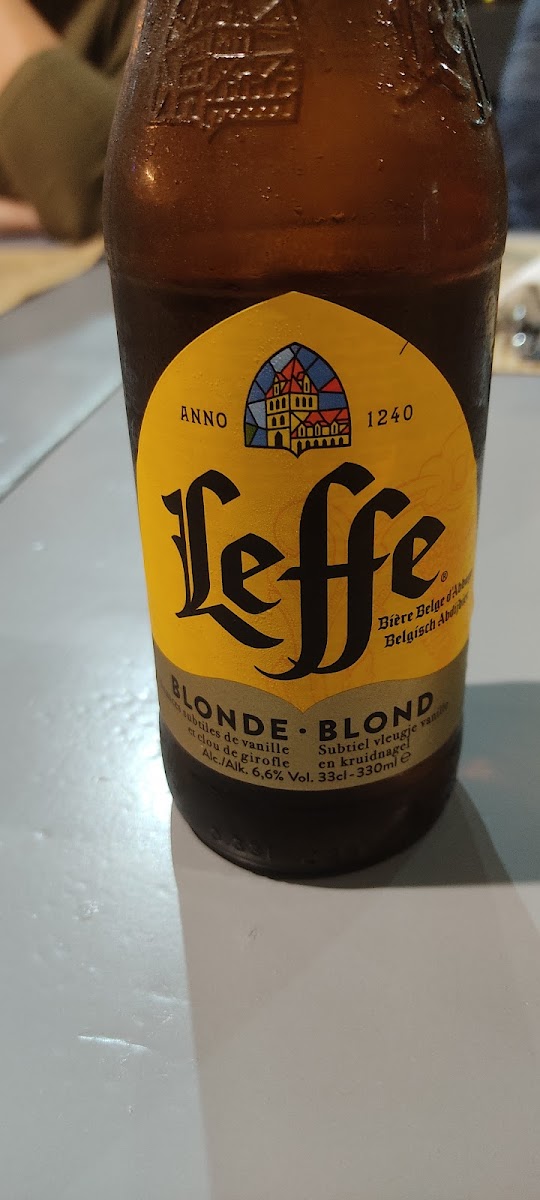 ANNO 1240
Leffe®
Bière Belge d'Abbaye
Belgisch Abdijbier
BLONDE · BLOND
subtiles de vanille
et clou de girofle
Subtiel vleugje vanille
en kruidnagel
Alc./Alk. 6,6% Vol. 33cl - 330ml ℮